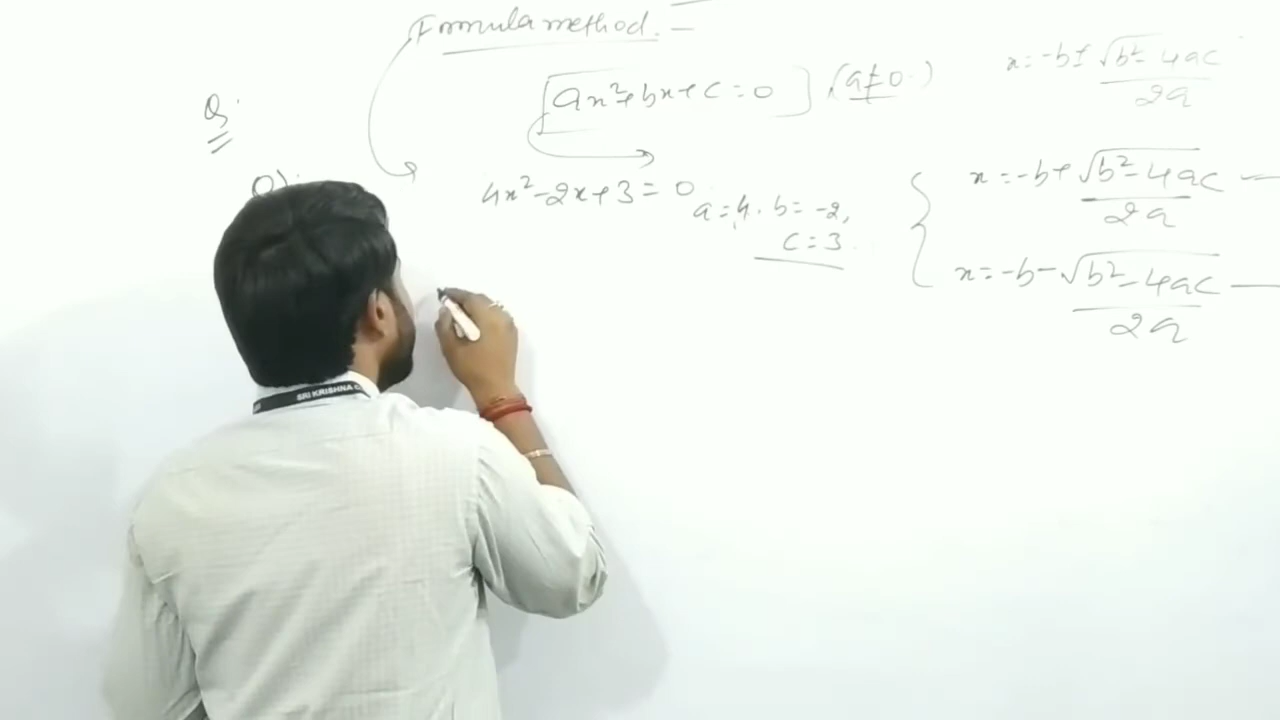 Formula method. -
ax²+bx+c=0 (a≠0.)
x=-b±√b²-4ac/2a
Q.
4x²-2x+3=0
a=4, b=-2,
c=3
x=-b+√b²-4ac/2a
x=-b-√b²-4ac/2a
SRI KRISHNA